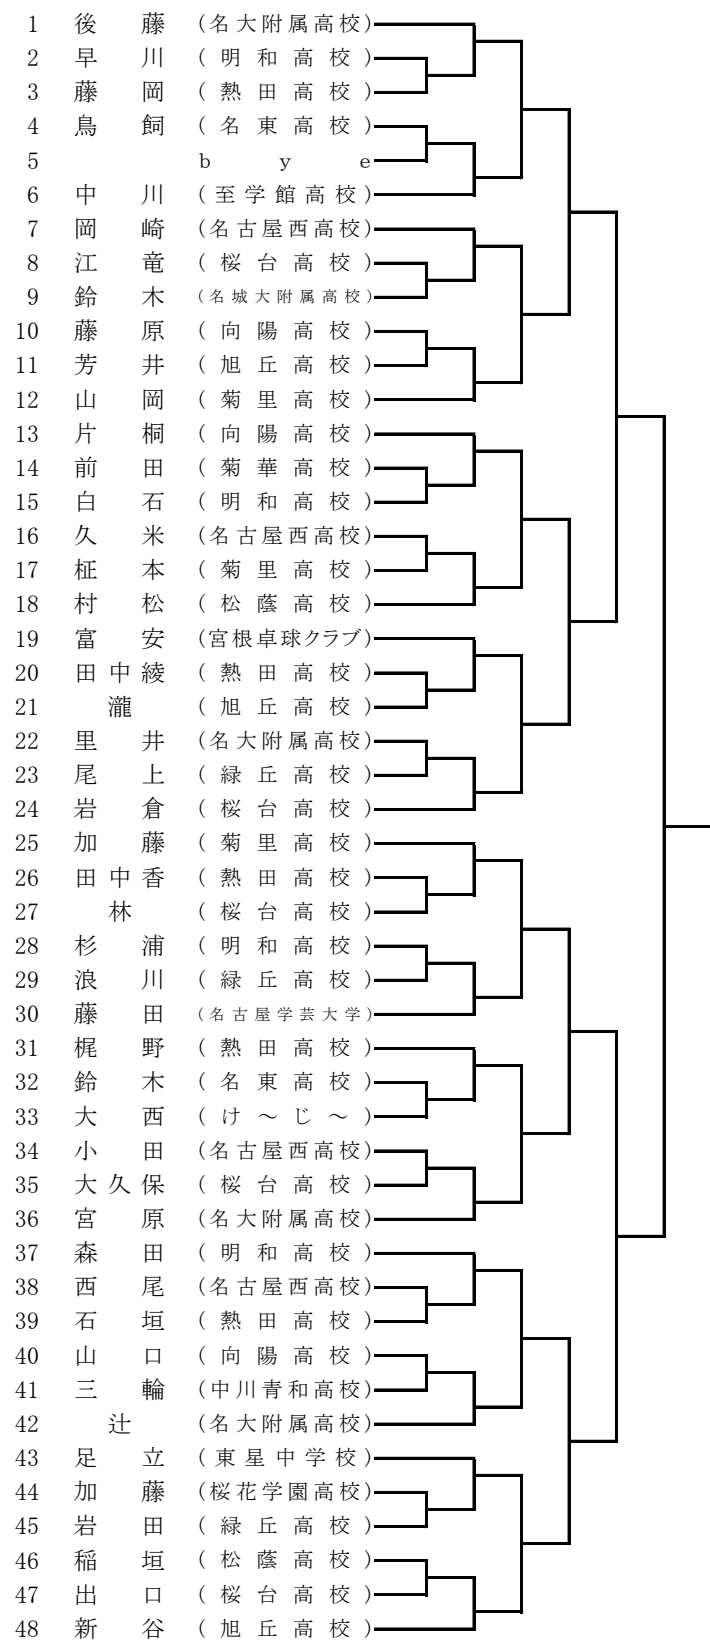 1 後藤 (名大附属高校)
2 早川 (明和高校)
3 藤岡 (熱田高校)
4 鳥飼 (名東高校)
5 bye
6 中川 (至学館高校)
7 岡崎 (名古屋西高校)
8 江竜 (桜台高校)
9 鈴木 (名城大附属高校)
10 藤原 (向陽高校)
11 芳井 (旭丘高校)
12 山岡 (菊里高校)
13 片桐 (向陽高校)
14 前田 (菊華高校)
15 白石 (明和高校)
16 久米 (名古屋西高校)
17 柾本 (菊里高校)
18 村松 (松蔭高校)
19 富安 (宮根卓球クラブ)
20 田中綾 (熱田高校)
21 瀧 (旭丘高校)
22 里井 (名大附属高校)
23 尾上 (緑丘高校)
24 岩倉 (桜台高校)
25 加藤 (菊里高校)
26 田中香 (熱田高校)
27 林 (桜台高校)
28 杉浦 (明和高校)
29 浪川 (緑丘高校)
30 藤田 (名古屋学芸大学)
31 梶野 (熱田高校)
32 鈴木 (名東高校)
33 大西 (け～じ～)
34 小田 (名古屋西高校)
35 大久保 (桜台高校)
36 宮原 (名大附属高校)
37 森田 (明和高校)
38 西尾 (名古屋西高校)
39 石垣 (熱田高校)
40 山口 (向陽高校)
41 三輪 (中川青和高校)
42 辻 (名大附属高校)
43 足立 (東星中学校)
44 加藤 (桜花学園高校)
45 岩田 (緑丘高校)
46 稲垣 (松蔭高校)
47 出口 (桜台高校)
48 新谷 (旭丘高校)